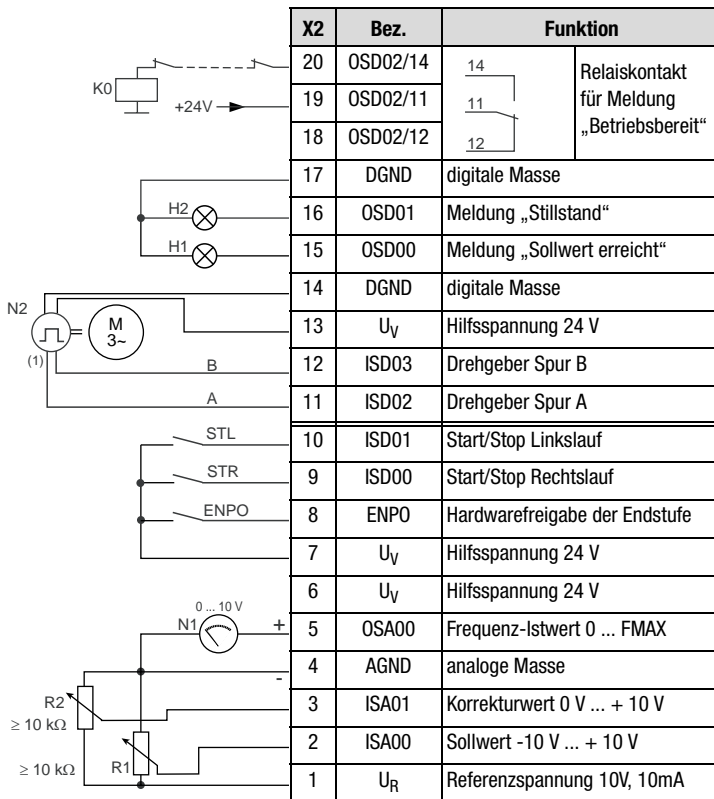 X2 Bez. Funktion
20 OSD02/14 14 Relaiskontakt
K0 19 OSD02/11 11 für Meldung
+24V
18 OSD02/12 12 „Betriebsbereit“
17 DGND digitale Masse
H2 16 OSD01 Meldung „Stillstand“
H1 15 OSD00 Meldung „Sollwert erreicht“
14 DGND digitale Masse
N2 M 3~ 13 UV Hilfsspannung 24 V
(1) B 12 ISD03 Drehgeber Spur B
A 11 ISD02 Drehgeber Spur A
STL 10 ISD01 Start/Stop Linkslauf
STR 9 ISD00 Start/Stop Rechtslauf
ENPO 8 ENPO Hardwarefreigabe der Endstufe
7 UV Hilfsspannung 24 V
6 UV Hilfsspannung 24 V
0 ... 10 V
N1 + 5 OSA00 Frequenz-Istwert 0 ... FMAX
- 4 AGND analoge Masse
R2 3 ISA01 Korrekturwert 0 V ... + 10 V
≥ 10 kΩ
2 ISA00 Sollwert -10 V ... + 10 V
≥ 10 kΩ R1
1 UR Referenzspannung 10V, 10mA